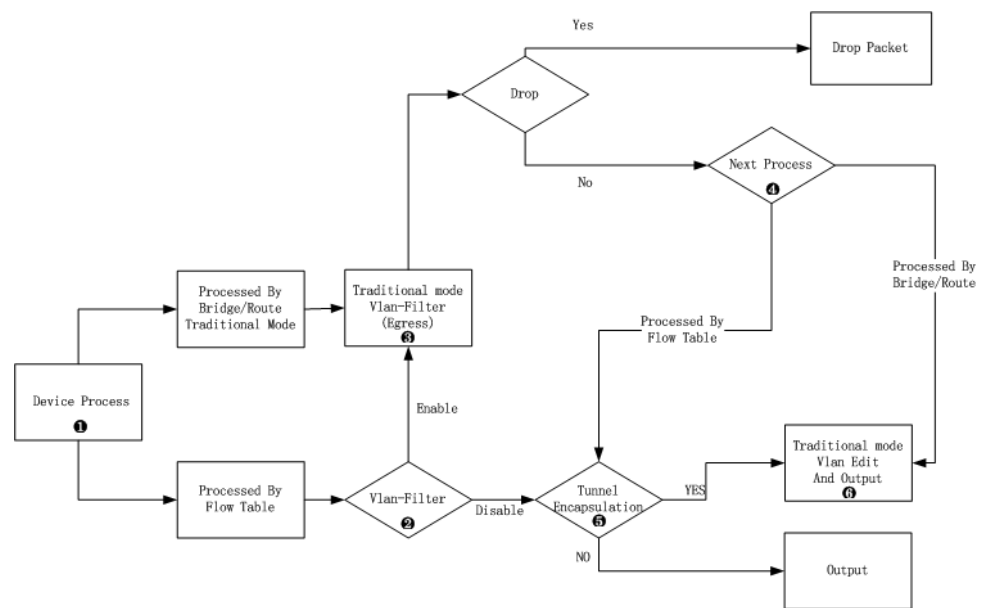 Yes
Drop Packet
Drop
No
Next Process
❹
Processed By
Bridge/Route
Processed By
Bridge/Route
Traditional Mode
Traditional mode
Vlan-Filter
(Egress)
❸
Processed By
Flow Table
Device Process
❶
Enable
Processed By
Flow Table
Vlan-Filter
❷
Disable
Tunnel
Encapsulation
❺
YES
Traditional mode
Vlan Edit
And Output
❻
NO
Output